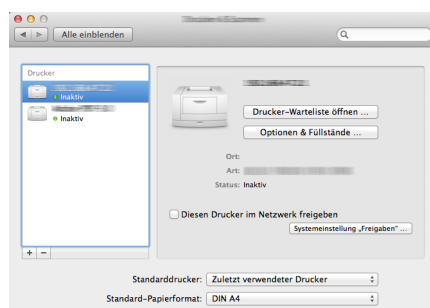 Alle einblenden
Drucker
Inaktiv
Inaktiv
Drucker-Warteliste öffnen ...
Optionen & Füllstände ...
Ort:
Art:
Status: Inaktiv
Diesen Drucker im Netzwerk freigeben
Systemeinstellung „Freigaben“ ...
+ −
Standarddrucker: Zuletzt verwendeter Drucker
Standard-Papierformat: DIN A4